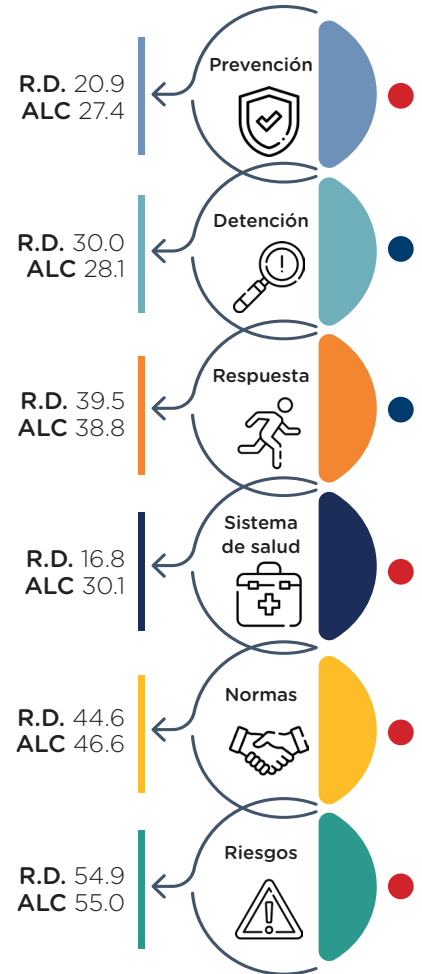 Prevención
R.D. 20.9
ALC 27.4
Detención
R.D. 30.0
ALC 28.1
Respuesta
R.D. 39.5
ALC 38.8
Sistema
de salud
R.D. 16.8
ALC 30.1
Normas
R.D. 44.6
ALC 46.6
Riesgos
R.D. 54.9
ALC 55.0